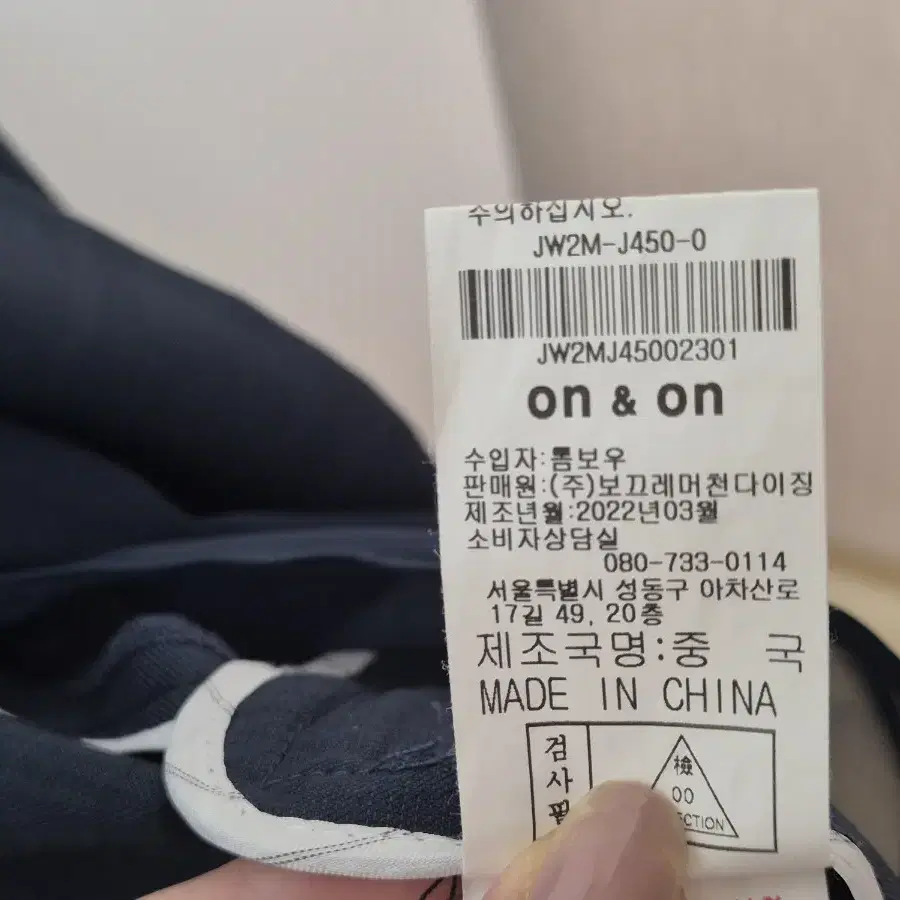 수의하십시오.
JW2M-J450-0
JW2MJ45002301
on & on
수입자:톰보우
판매원:(주)보끄레머천다이징
제조년월:2022년03월
소비자상담실
080-733-0114
서울특별시 성동구 아차산로
17길 49, 20층
제조국명:중 국
MADE IN CHINA
검사필
檢
00